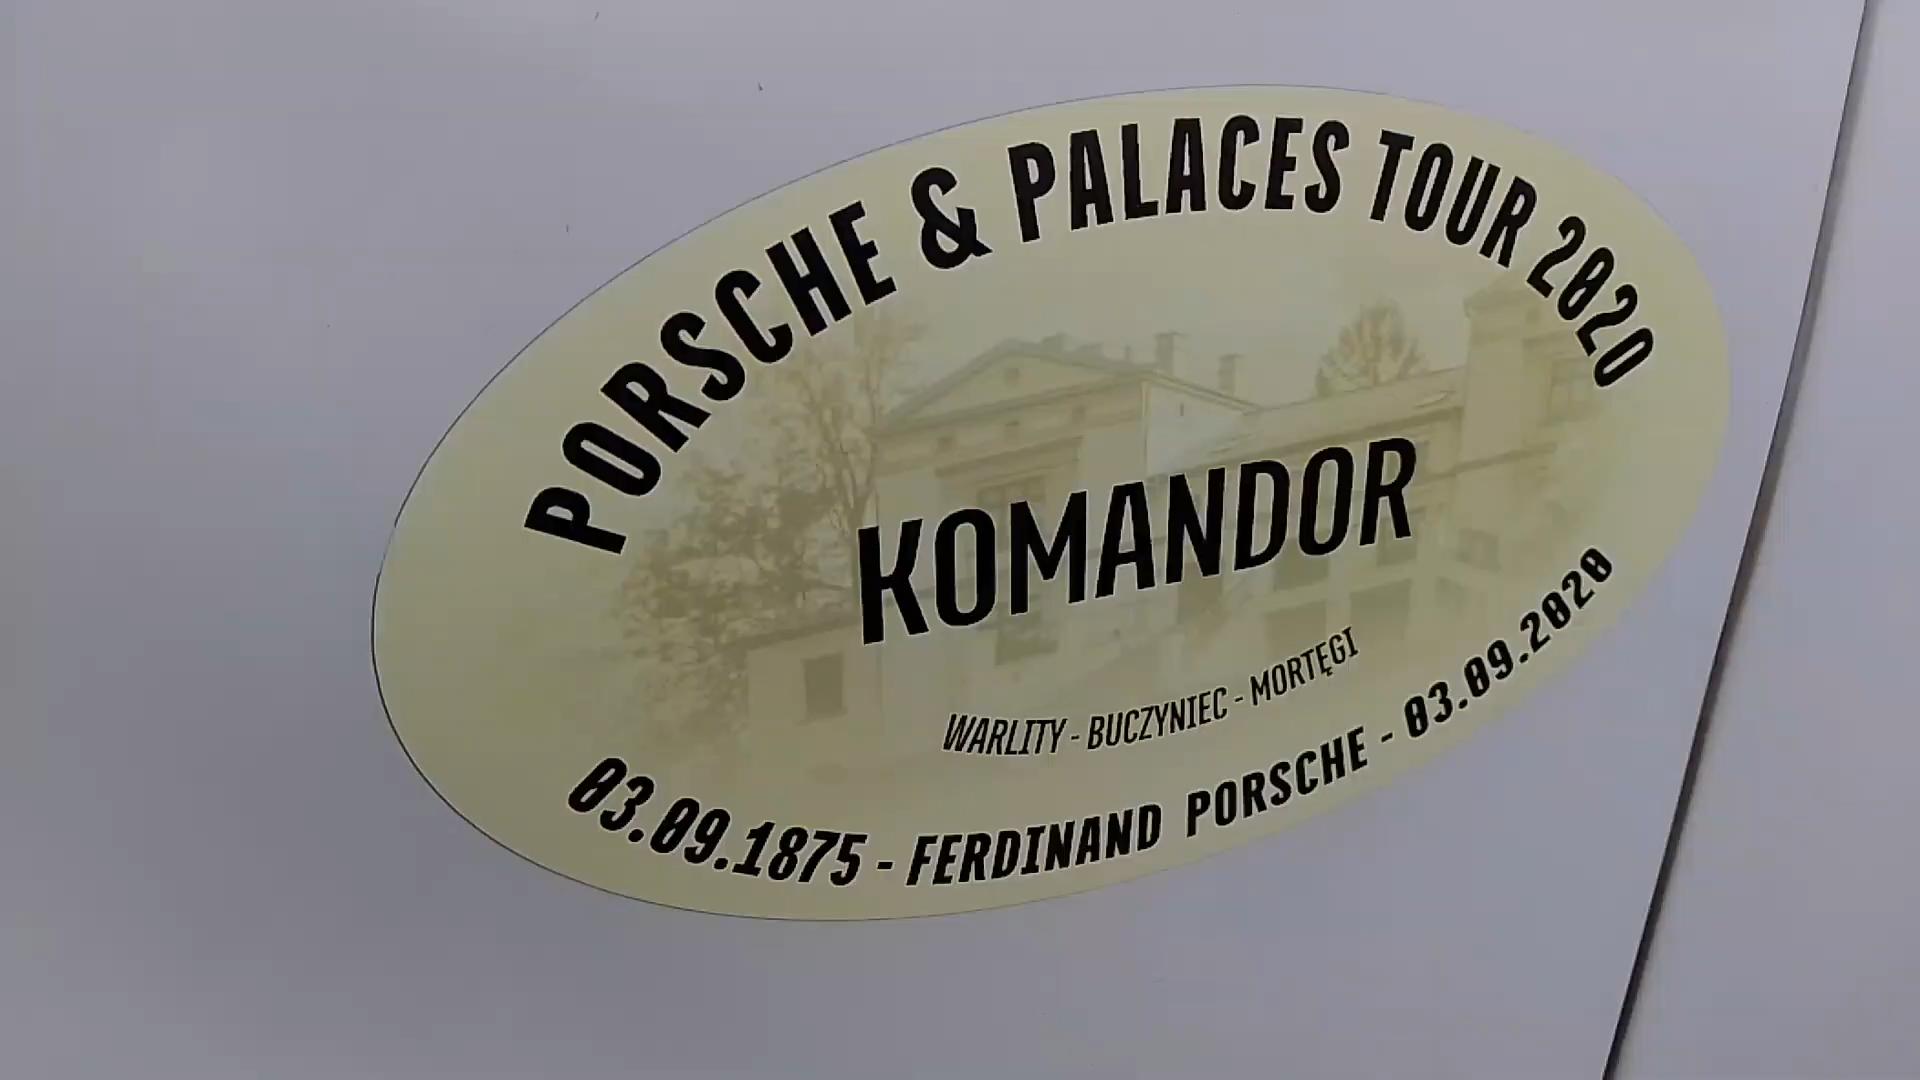 PORSCHE & PALACES TOUR 2020
KOMANDOR
WARLITY - BUCZYNIEC - MORTĘGI
03.09.1875 - FERDINAND PORSCHE - 03.09.2020